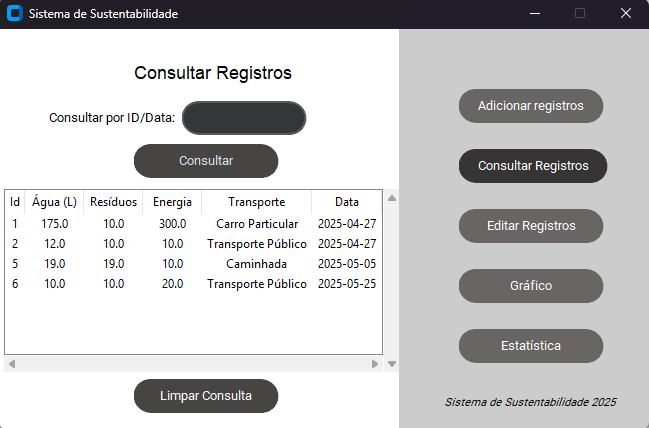 Sistema de Sustentabilidade
Consultar Registros
Consultar por ID/Data:
Consultar
Id Água (L) Resíduos Energia Transporte Data
1 175.0 10.0 300.0 Carro Particular 2025-04-27
2 12.0 10.0 10.0 Transporte Público 2025-04-27
5 19.0 19.0 10.0 Caminhada 2025-05-05
6 10.0 10.0 20.0 Transporte Público 2025-05-25
Limpar Consulta
Adicionar registros
Consultar Registros
Editar Registros
Gráfico
Estatística
Sistema de Sustentabilidade 2025